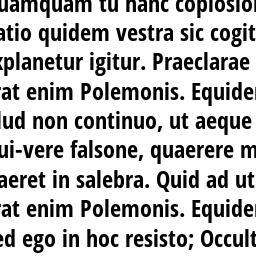 uamquam tu hanc copiosior
atio quidem vestra sic cogit
xplanetur igitur. Praeclarae
rat enim Polemonis. Equider
lud non continuo, ut aeque
ui-vere falsone, quaerere m
aeret in salebra. Quid ad ut
rat enim Polemonis. Equider
ed ego in hoc resisto; Occult